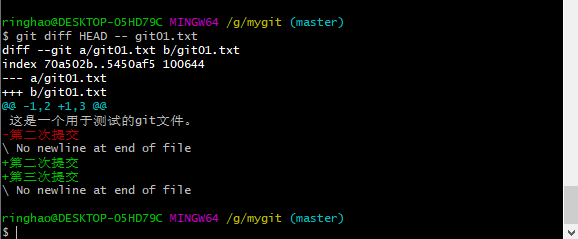 ringhao@DESKTOP-05HD79C MINGW64 /g/mygit (master)
$ git diff HEAD -- git01.txt
diff --git a/git01.txt b/git01.txt
index 70a502b..5450af5 100644
--- a/git01.txt
+++ b/git01.txt
@@ -1,2 +1,3 @@
 这是一个用于测试的git文件。
-第二次提交
\ No newline at end of file
+第二次提交
+第三次提交
\ No newline at end of file
ringhao@DESKTOP-05HD79C MINGW64 /g/mygit (master)
$